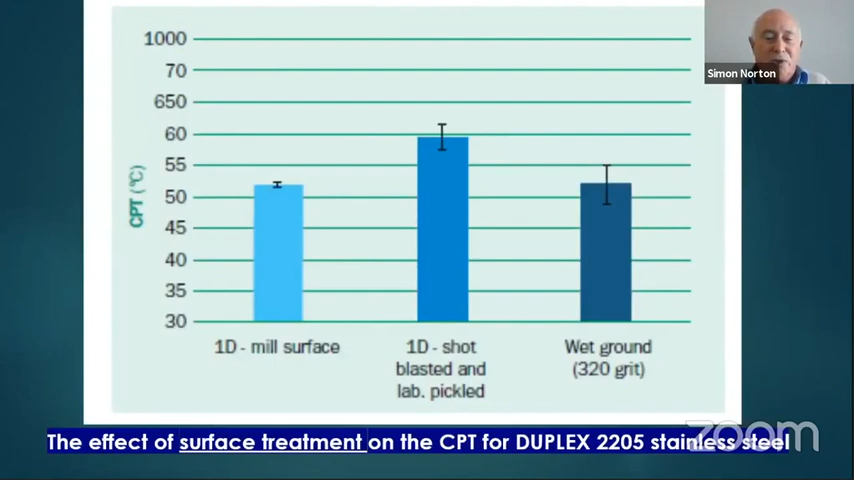 1000
70
650
60
55
50
45
40
35
30
CPT (°C)
1D - mill surface
1D - shot
blasted and
lab. pickled
Wet ground
(320 grit)
Simon Norton
The effect of surface treatment on the CPT for DUPLEX 2205 stainless steel
zoom